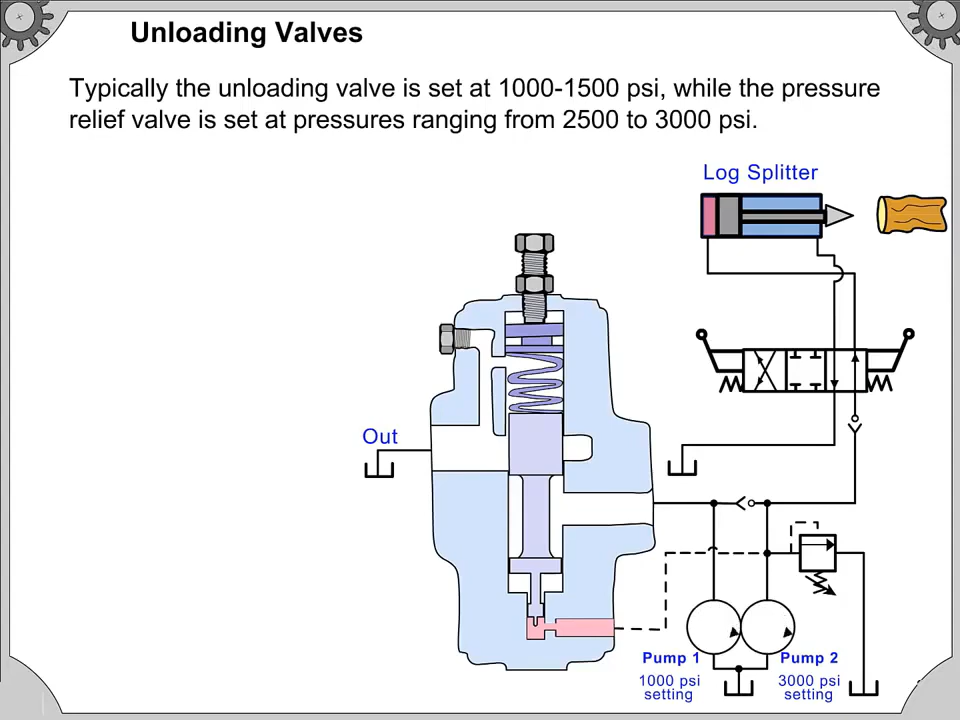 Unloading Valves
Typically the unloading valve is set at 1000-1500 psi, while the pressure
relief valve is set at pressures ranging from 2500 to 3000 psi.
Log Splitter
Out
Pump 1
1000 psi
setting
Pump 2
3000 psi
setting